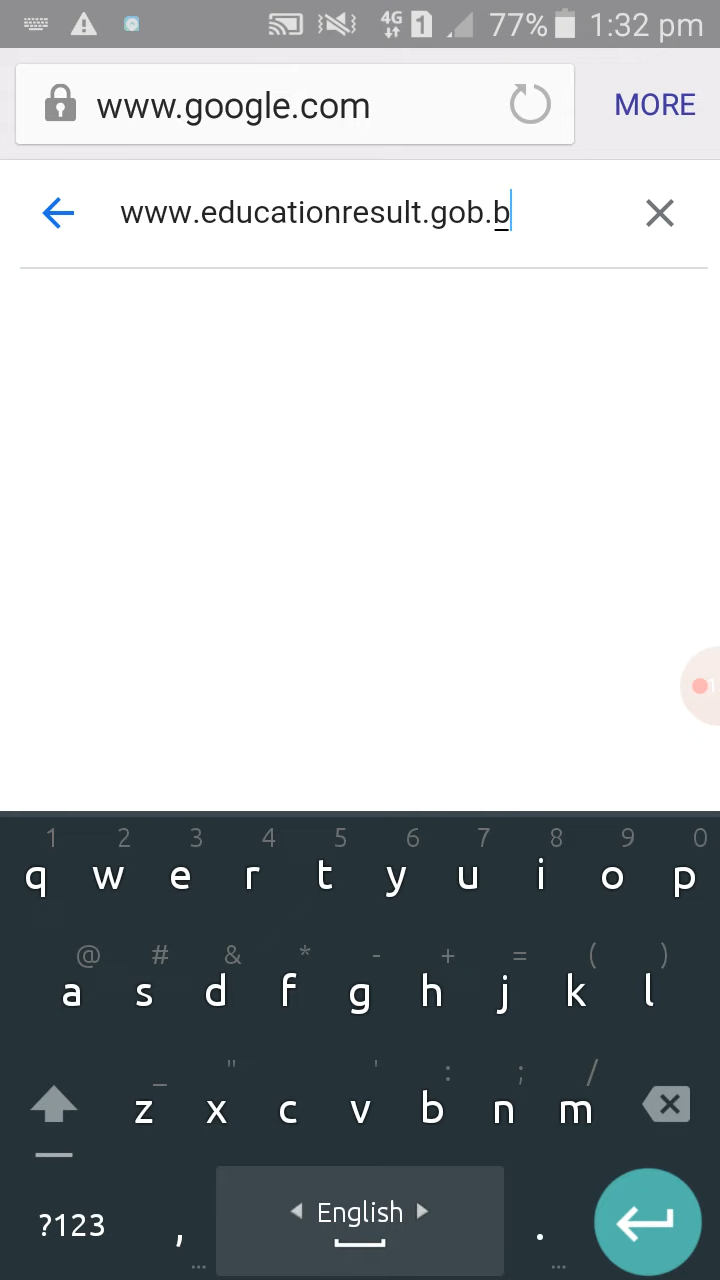 4G 1 77% 1:32 pm
www.google.com MORE
www.educationresult.gob.b
1 2 3 4 5 6 7 8 9 0
q w e r t y u i o p
@ # & * - + = ( )
a s d f g h j k l
_ " ' : ; /
z x c v b n m
?123 , ... English . ...